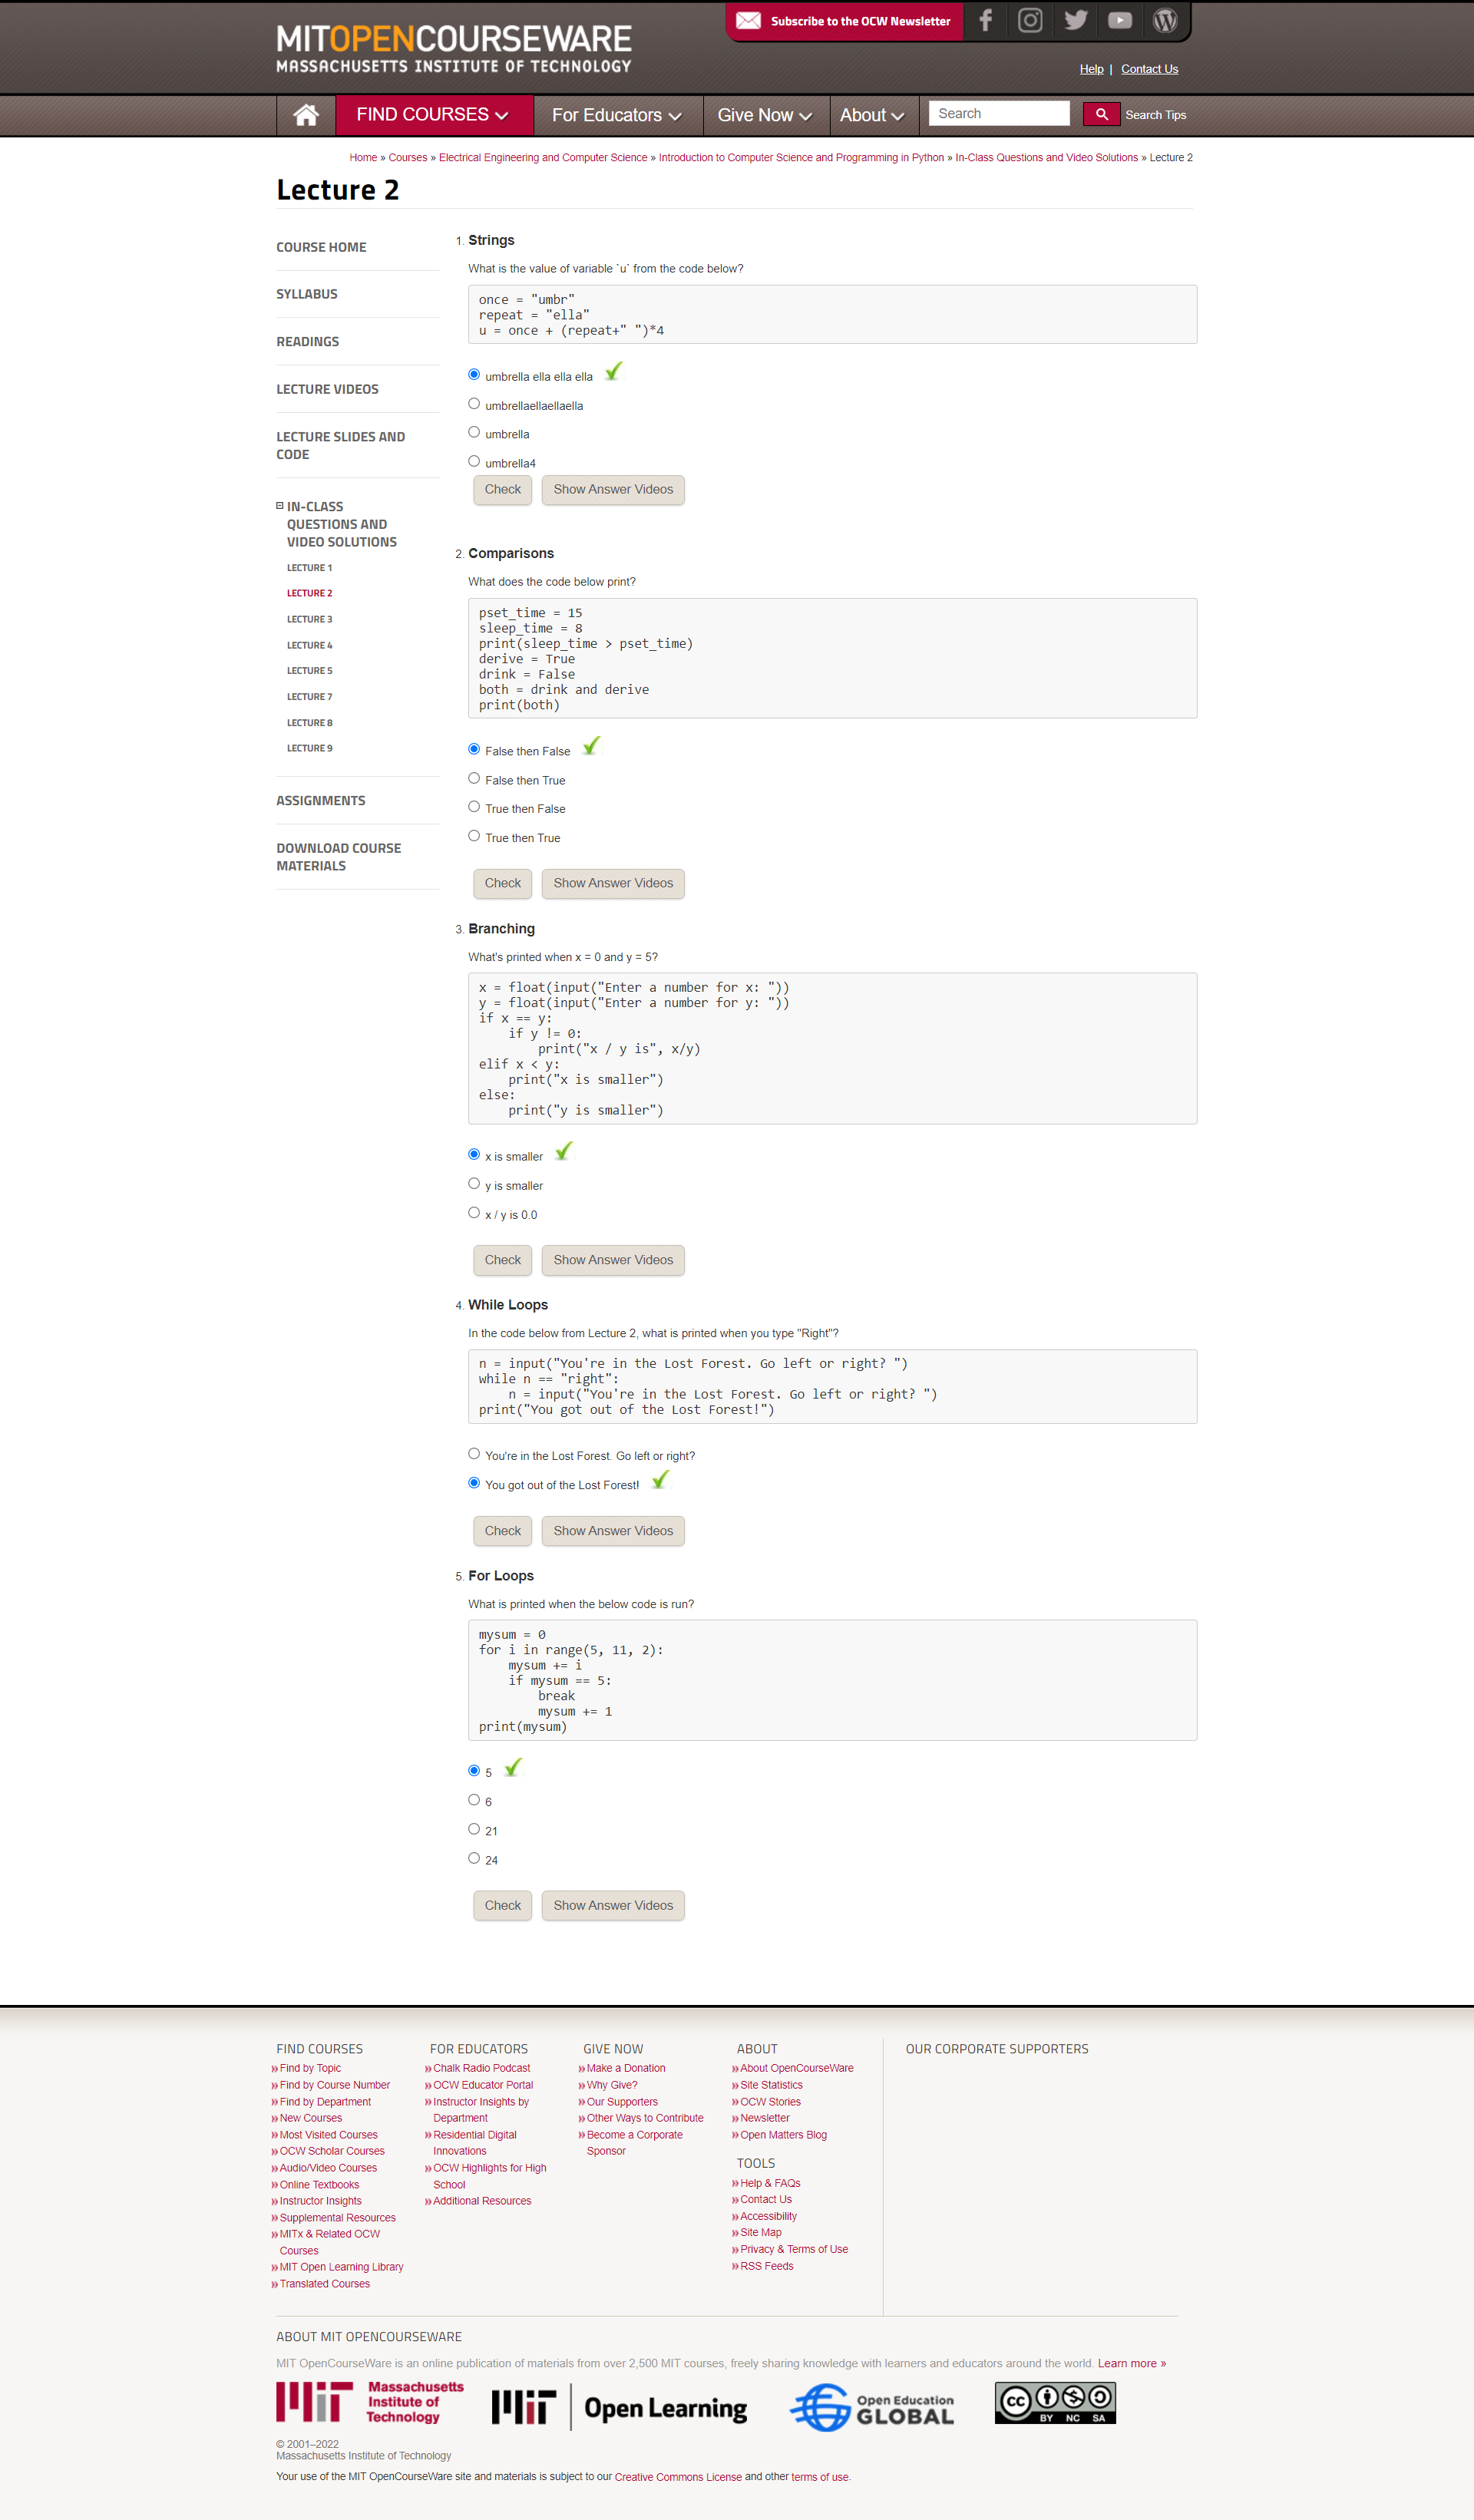 MITOPENCOURSEWARE
MASSACHUSETTS INSTITUTE OF TECHNOLOGY
Subscribe to the OCW Newsletter
Help | Contact Us
FIND COURSES
For Educators
Give Now
About
Search
Search Tips
Home » Courses » Electrical Engineering and Computer Science » Introduction to Computer Science and Programming in Python » In-Class Questions and Video Solutions » Lecture 2
Lecture 2
COURSE HOME
SYLLABUS
READINGS
LECTURE VIDEOS
LECTURE SLIDES AND
CODE
IN-CLASS
QUESTIONS AND
VIDEO SOLUTIONS
LECTURE 1
LECTURE 2
LECTURE 3
LECTURE 4
LECTURE 5
LECTURE 7
LECTURE 8
LECTURE 9
ASSIGNMENTS
DOWNLOAD COURSE
MATERIALS
1. Strings
What is the value of variable `u` from the code below?
once = "umbr"
repeat = "ella"
u = once + (repeat+" ")*4
umbrella ella ella ella
umbrellaellaellaella
umbrella
umbrella4
Check Show Answer Videos
2. Comparisons
What does the code below print?
pset_time = 15
sleep_time = 8
print(sleep_time > pset_time)
derive = True
drink = False
both = drink and derive
print(both)
False then False
False then True
True then False
True then True
Check Show Answer Videos
3. Branching
What's printed when x = 0 and y = 5?
x = float(input("Enter a number for x: "))
y = float(input("Enter a number for y: "))
if x == y:
    if y != 0:
        print("x / y is", x/y)
elif x < y:
    print("x is smaller")
else:
    print("y is smaller")
x is smaller
y is smaller
x / y is 0.0
Check Show Answer Videos
4. While Loops
In the code below from Lecture 2, what is printed when you type "Right"?
n = input("You're in the Lost Forest. Go left or right? ")
while n == "right":
    n = input("You're in the Lost Forest. Go left or right? ")
print("You got out of the Lost Forest!")
You're in the Lost Forest. Go left or right?
You got out of the Lost Forest!
Check Show Answer Videos
5. For Loops
What is printed when the below code is run?
mysum = 0
for i in range(5, 11, 2):
    mysum += i
    if mysum == 5:
        break
        mysum += 1
print(mysum)
5
6
21
24
Check Show Answer Videos
FIND COURSES
Find by Topic
Find by Course Number
Find by Department
New Courses
Most Visited Courses
OCW Scholar Courses
Audio/Video Courses
Online Textbooks
Instructor Insights
Supplemental Resources
MITx & Related OCW
Courses
MIT Open Learning Library
Translated Courses
FOR EDUCATORS
Chalk Radio Podcast
OCW Educator Portal
Instructor Insights by
Department
Residential Digital
Innovations
OCW Highlights for High
School
Additional Resources
GIVE NOW
Make a Donation
Why Give?
Our Supporters
Other Ways to Contribute
Become a Corporate
Sponsor
ABOUT
About OpenCourseWare
Site Statistics
OCW Stories
Newsletter
Open Matters Blog
TOOLS
Help & FAQs
Contact Us
Accessibility
Site Map
Privacy & Terms of Use
RSS Feeds
OUR CORPORATE SUPPORTERS
ABOUT MIT OPENCOURSEWARE
MIT OpenCourseWare is an online publication of materials from over 2,500 MIT courses, freely sharing knowledge with learners and educators around the world. Learn more »
MIT
Massachusetts
Institute of
Technology
MIT Open Learning
Open Education
GLOBAL
cc BY NC SA
© 2001–2022
Massachusetts Institute of Technology
Your use of the MIT OpenCourseWare site and materials is subject to our Creative Commons License and other terms of use.